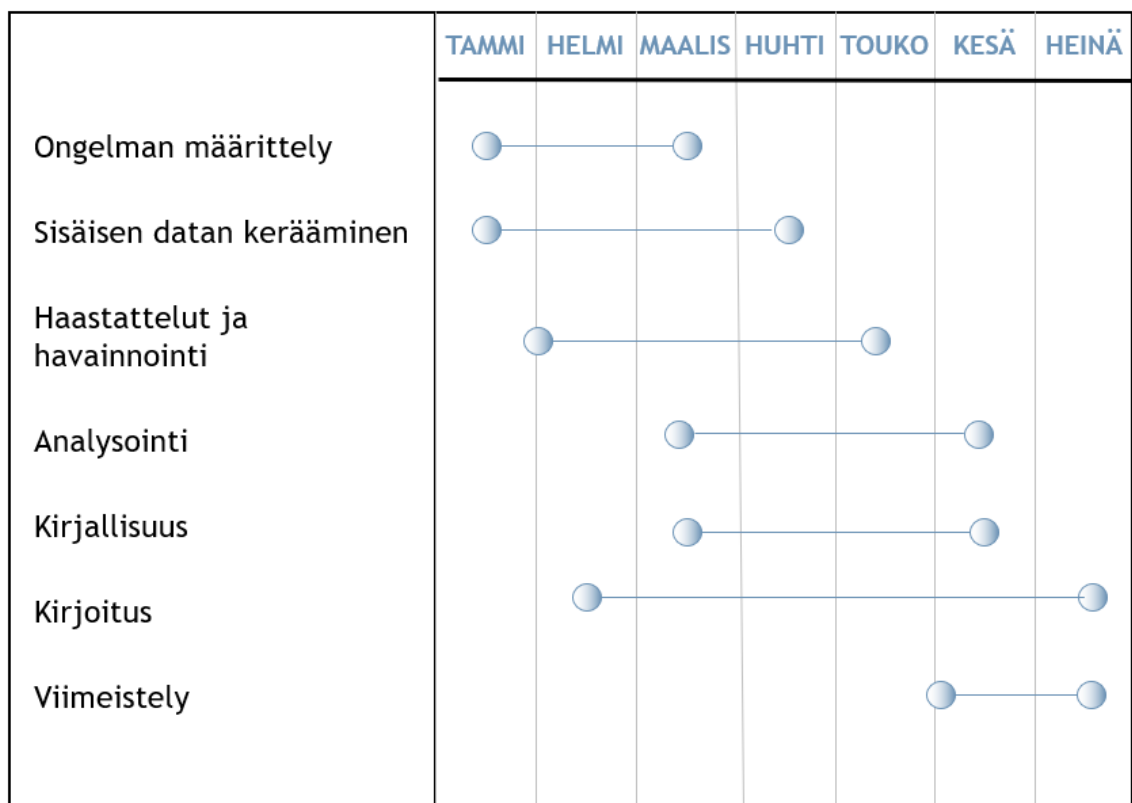 TAMMI HELMI MAALIS HUHTI TOUKO KESÄ HEINÄ
Ongelman määrittely
Sisäisen datan kerääminen
Haastattelut ja
havainnointi
Analysointi
Kirjallisuus
Kirjoitus
Viimeistely